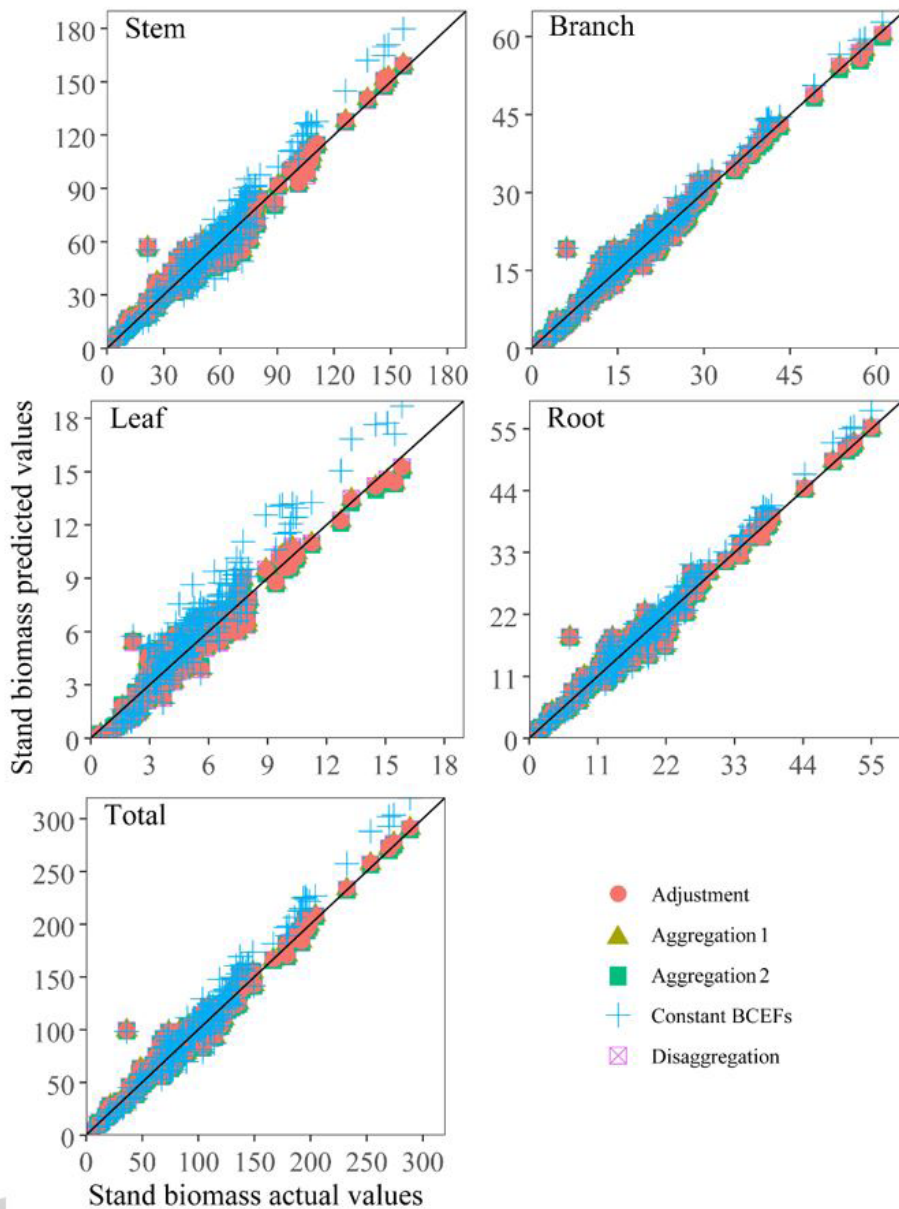 Stem
180
150
120
90
60
30
0
0 30 60 90 120 150 180
Branch
60
45
30
15
0
0 15 30 45 60
Leaf
18
15
12
9
6
3
0
0 3 6 9 12 15 18
Root
55
44
33
22
11
0
0 11 22 33 44 55
Total
300
250
200
150
100
50
0
0 50 100 150 200 250 300
Stand biomass predicted values
Stand biomass actual values
Adjustment
Aggregation 1
Aggregation 2
Constant BCEFs
Disaggregation